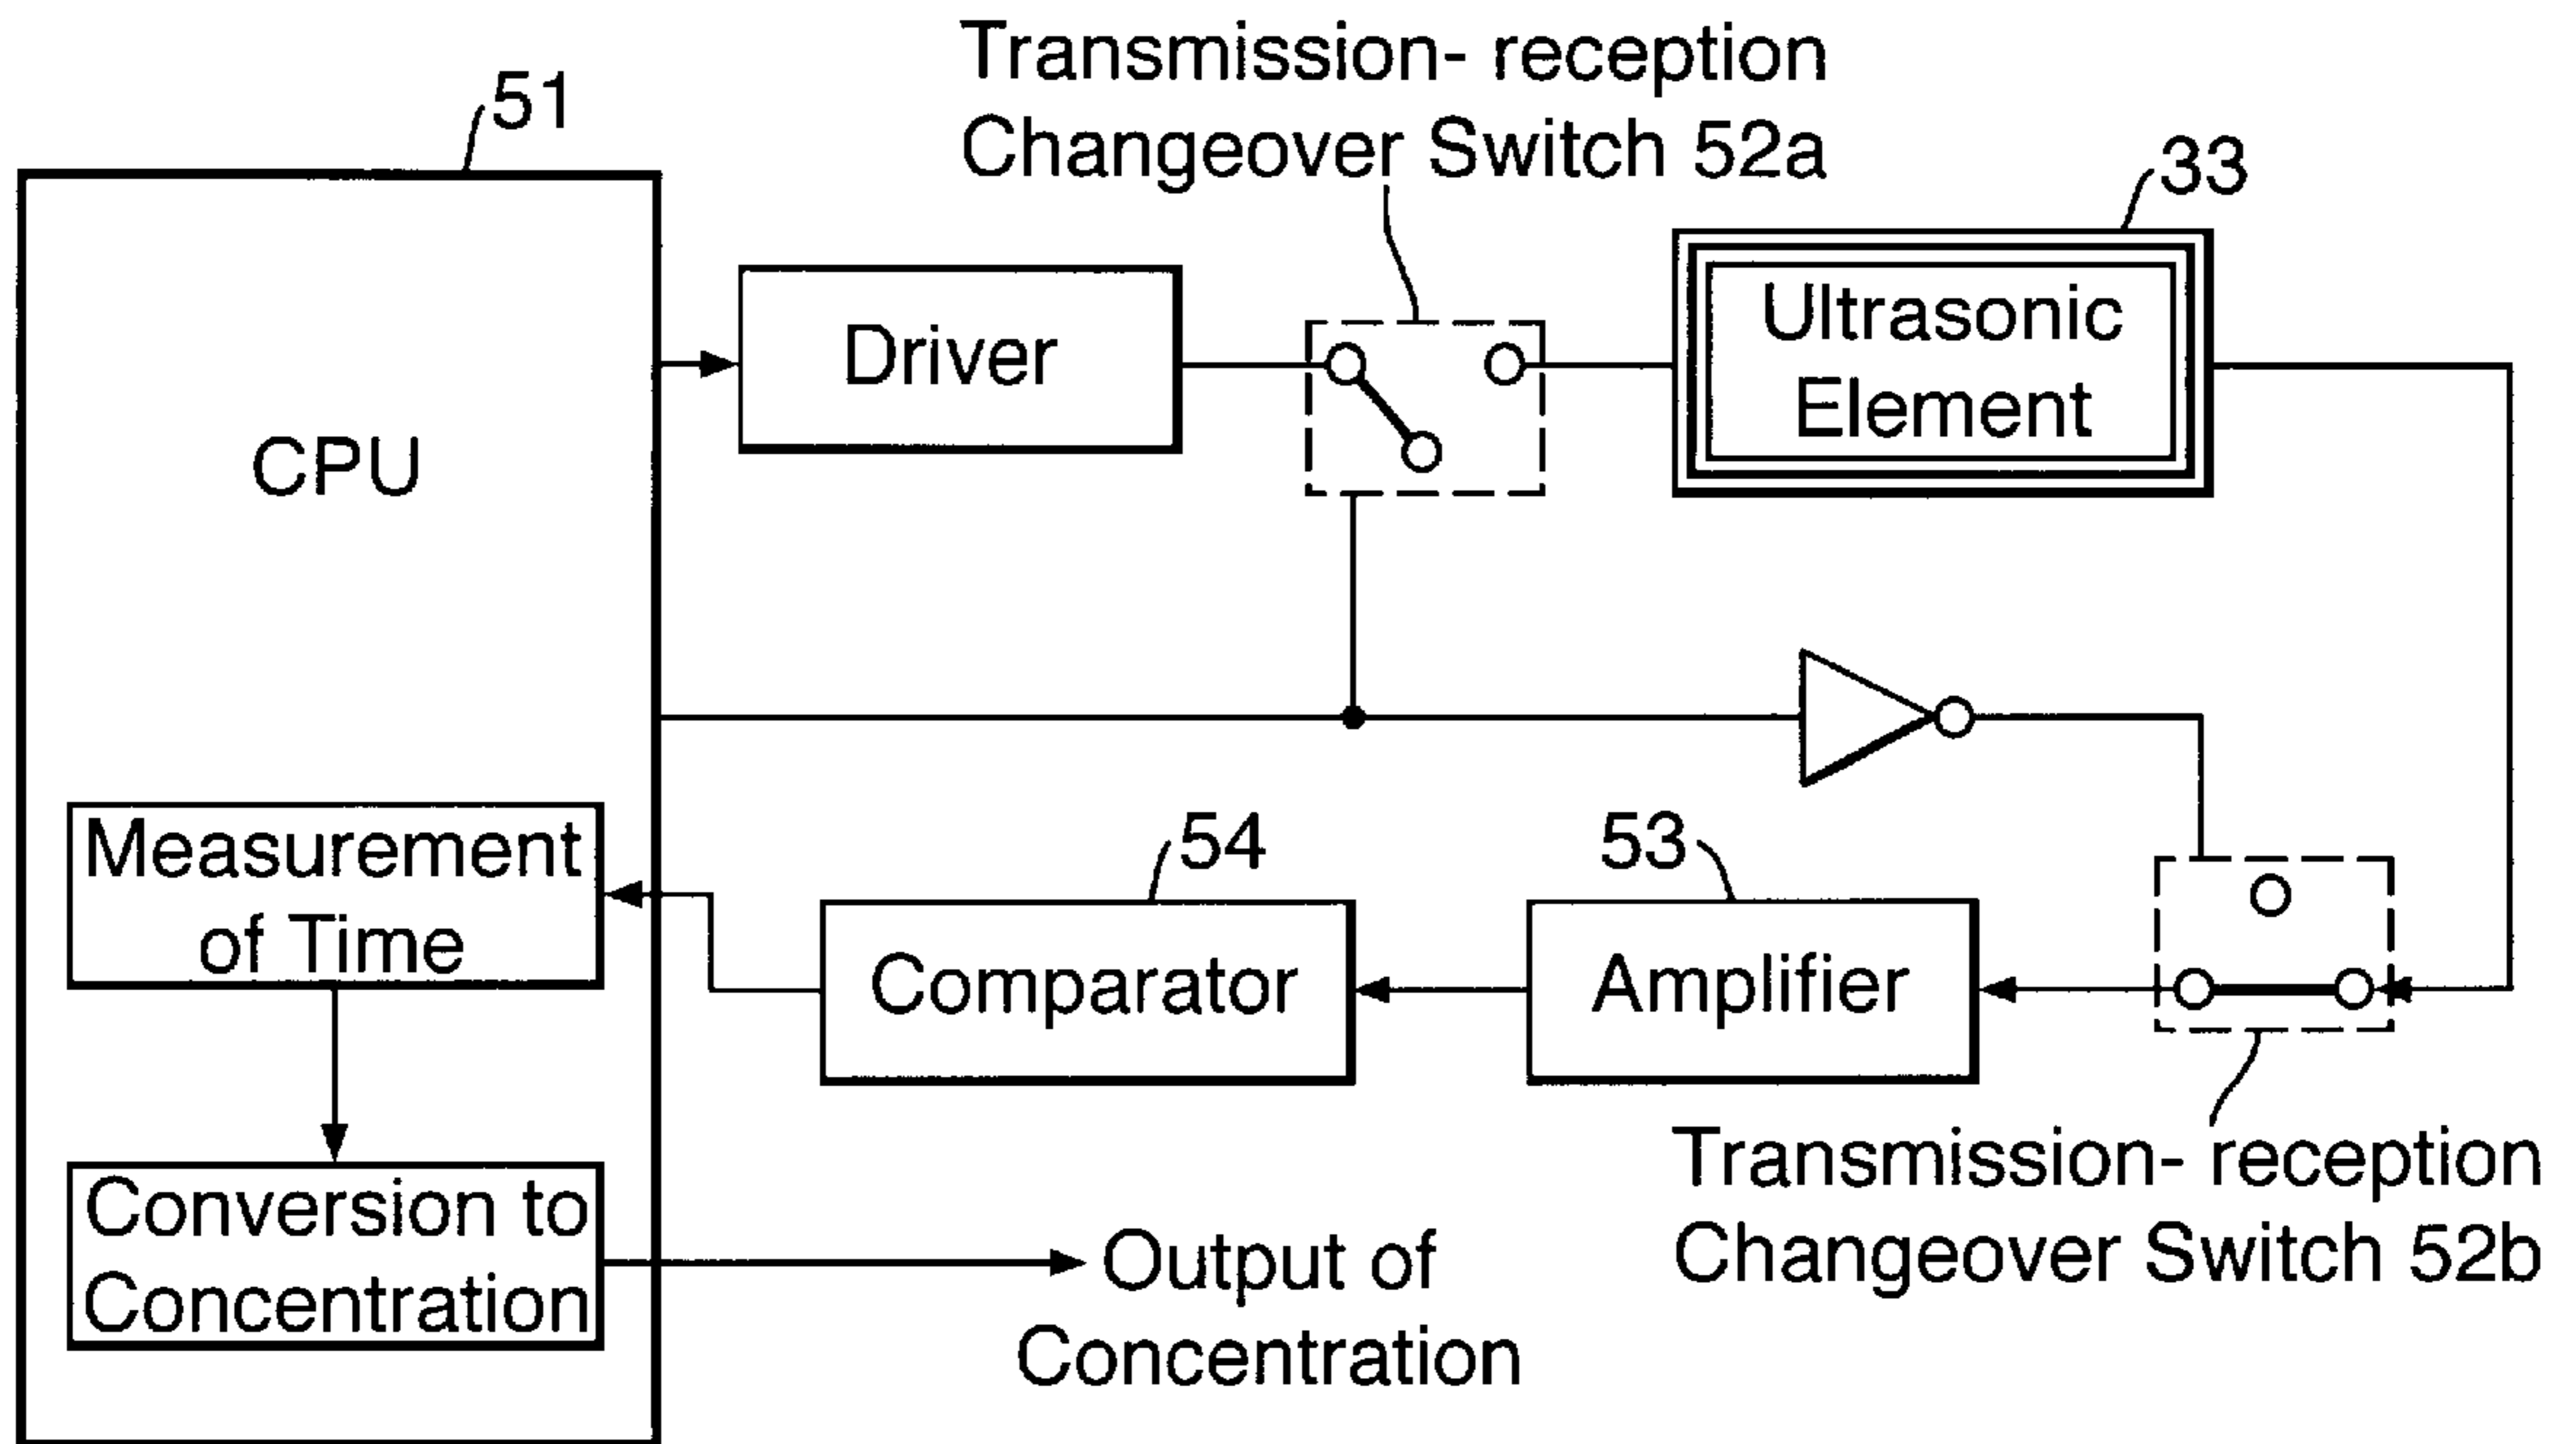 Transmission- reception
Changeover Switch 52a
51
33
CPU
Driver
Ultrasonic
Element
Measurement
of Time
54
53
Comparator
Amplifier
Transmission- reception
Changeover Switch 52b
Conversion to
Concentration
Output of
Concentration